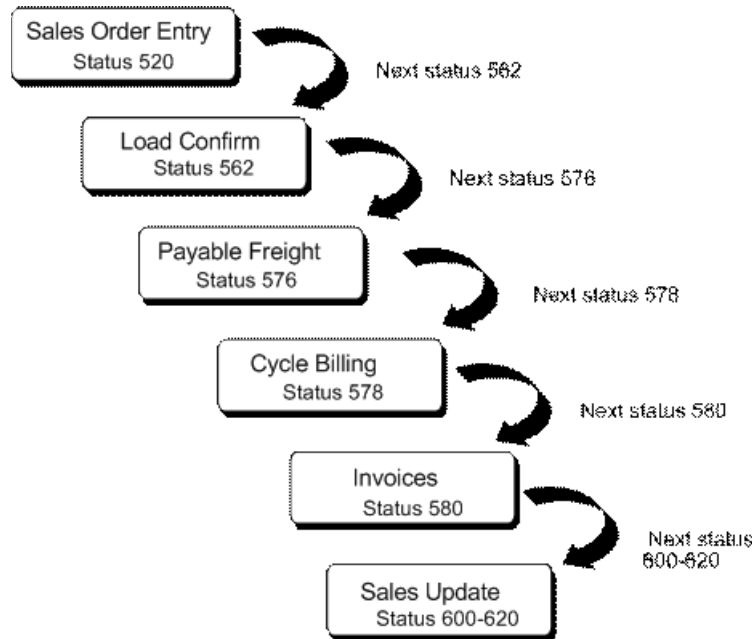 Sales Order Entry
Status 520
Next status 562
Load Confirm
Status 562
Next status 576
Payable Freight
Status 576
Next status 578
Cycle Billing
Status 578
Next status 580
Invoices
Status 580
Next status
600-620
Sales Update
Status 600-620